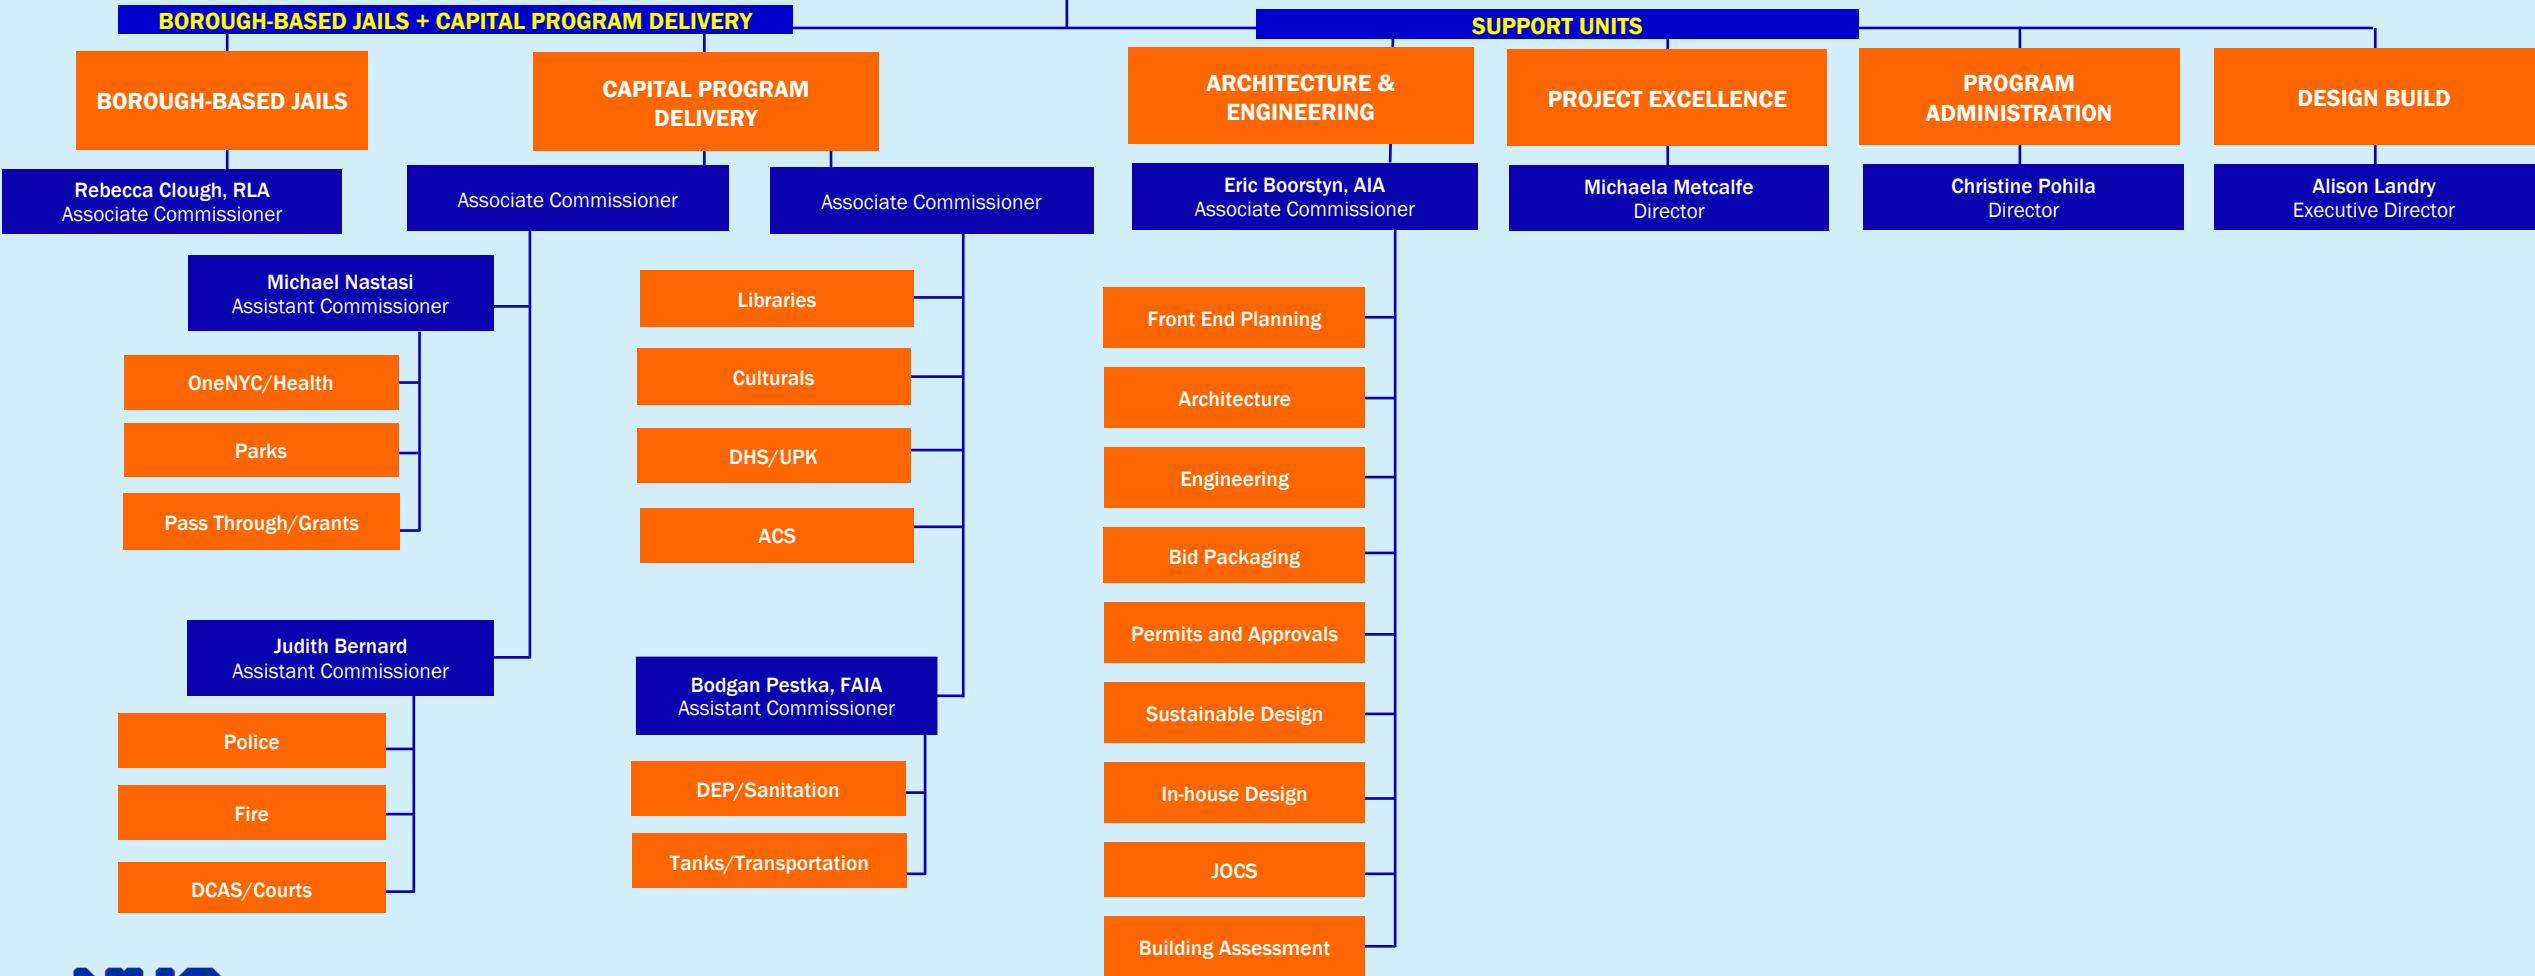 BOROUGH-BASED JAILS + CAPITAL PROGRAM DELIVERY
SUPPORT UNITS
BOROUGH-BASED JAILS
CAPITAL PROGRAM
DELIVERY
ARCHITECTURE &
ENGINEERING
PROJECT EXCELLENCE
PROGRAM
ADMINISTRATION
DESIGN BUILD
Rebecca Clough, RLA
Associate Commissioner
Associate Commissioner
Associate Commissioner
Eric Boorstyn, AIA
Associate Commissioner
Michaela Metcalfe
Director
Christine Pohila
Director
Alison Landry
Executive Director
Michael Nastasi
Assistant Commissioner
OneNYC/Health
Parks
Pass Through/Grants
Judith Bernard
Assistant Commissioner
Police
Fire
DCAS/Courts
Libraries
Culturals
DHS/UPK
ACS
Bodgan Pestka, FAIA
Assistant Commissioner
DEP/Sanitation
Tanks/Transportation
Front End Planning
Architecture
Engineering
Bid Packaging
Permits and Approvals
Sustainable Design
In-house Design
JOCS
Building Assessment